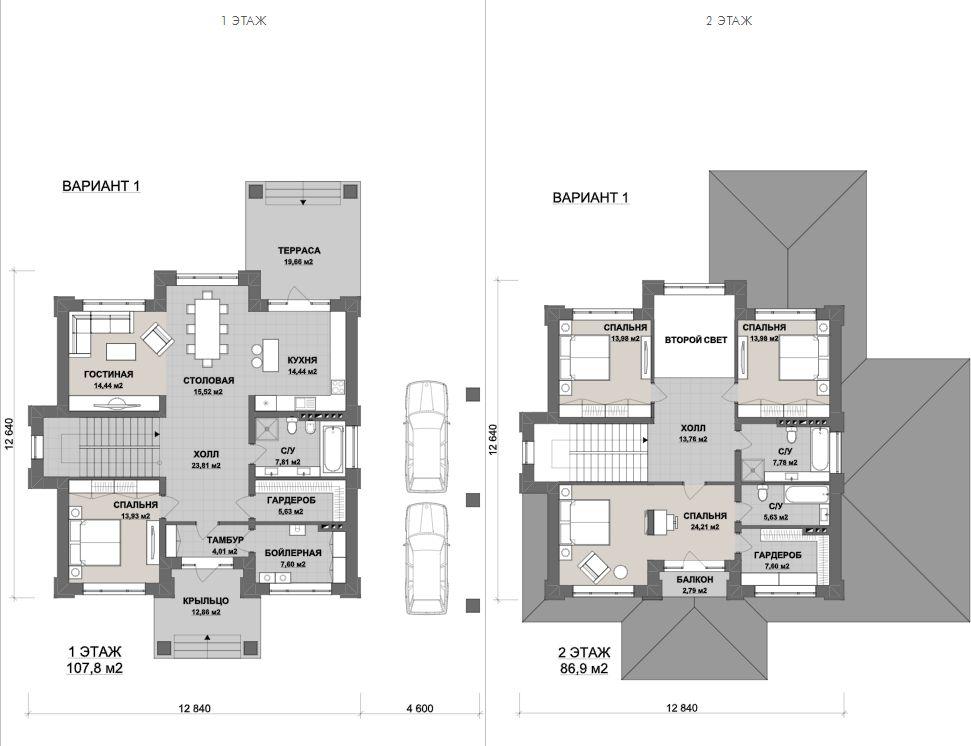 1 ЭТАЖ
ВАРИАНТ 1
ТЕРРАСА
19,66 м2
ГОСТИНАЯ
14,44 м2
СТОЛОВАЯ
15,52 м2
КУХНЯ
14,44 м2
ХОЛЛ
23,81 м2
С/У
7,81 м2
СПАЛЬНЯ
13,93 м2
ГАРДЕРОБ
5,63 м2
ТАМБУР
4,01 м2
БОЙЛЕРНАЯ
7,60 м2
КРЫЛЬЦО
12,86 м2
12 640
1 ЭТАЖ
107,8 м2
12 840
4 600
2 ЭТАЖ
ВАРИАНТ 1
СПАЛЬНЯ
13,98 м2
ВТОРОЙ СВЕТ
СПАЛЬНЯ
13,98 м2
ХОЛЛ
13,76 м2
С/У
7,78 м2
СПАЛЬНЯ
24,21 м2
С/У
5,63 м2
ГАРДЕРОБ
7,60 м2
БАЛКОН
2,79 м2
12 640
2 ЭТАЖ
86,9 м2
12 840